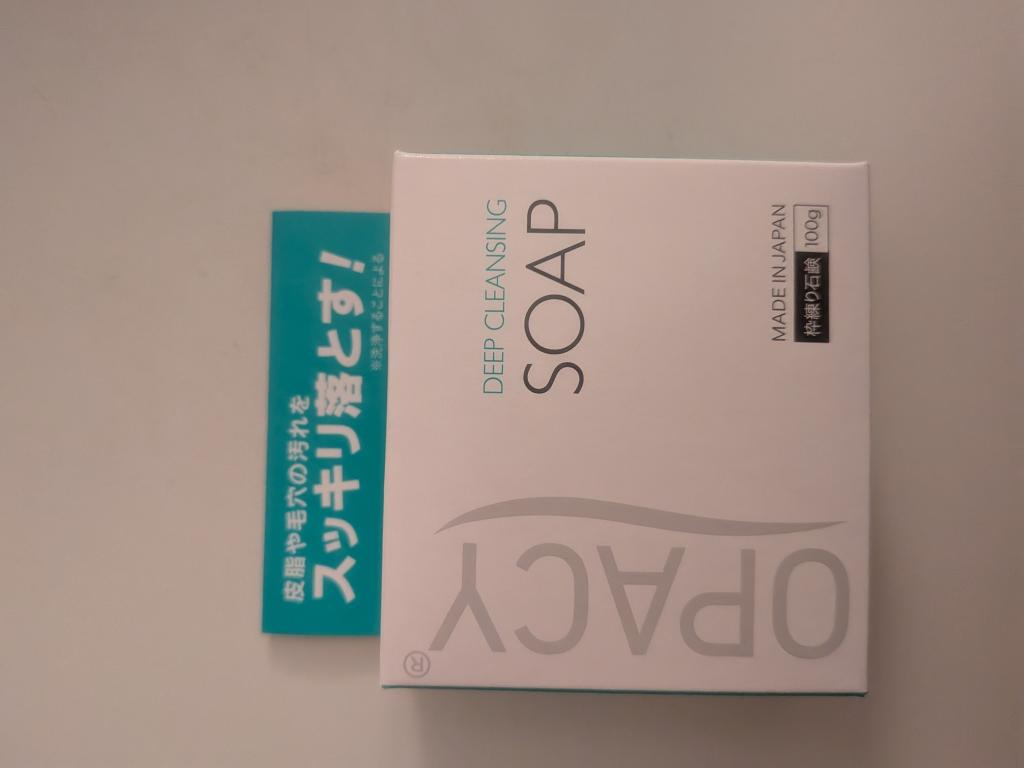 皮脂や毛穴の汚れを
スッキリ落とす!
※洗浄することによる
DEEP CLEANSING
SOAP
MADE IN JAPAN
枠練り石鹸 100g
OPACY®